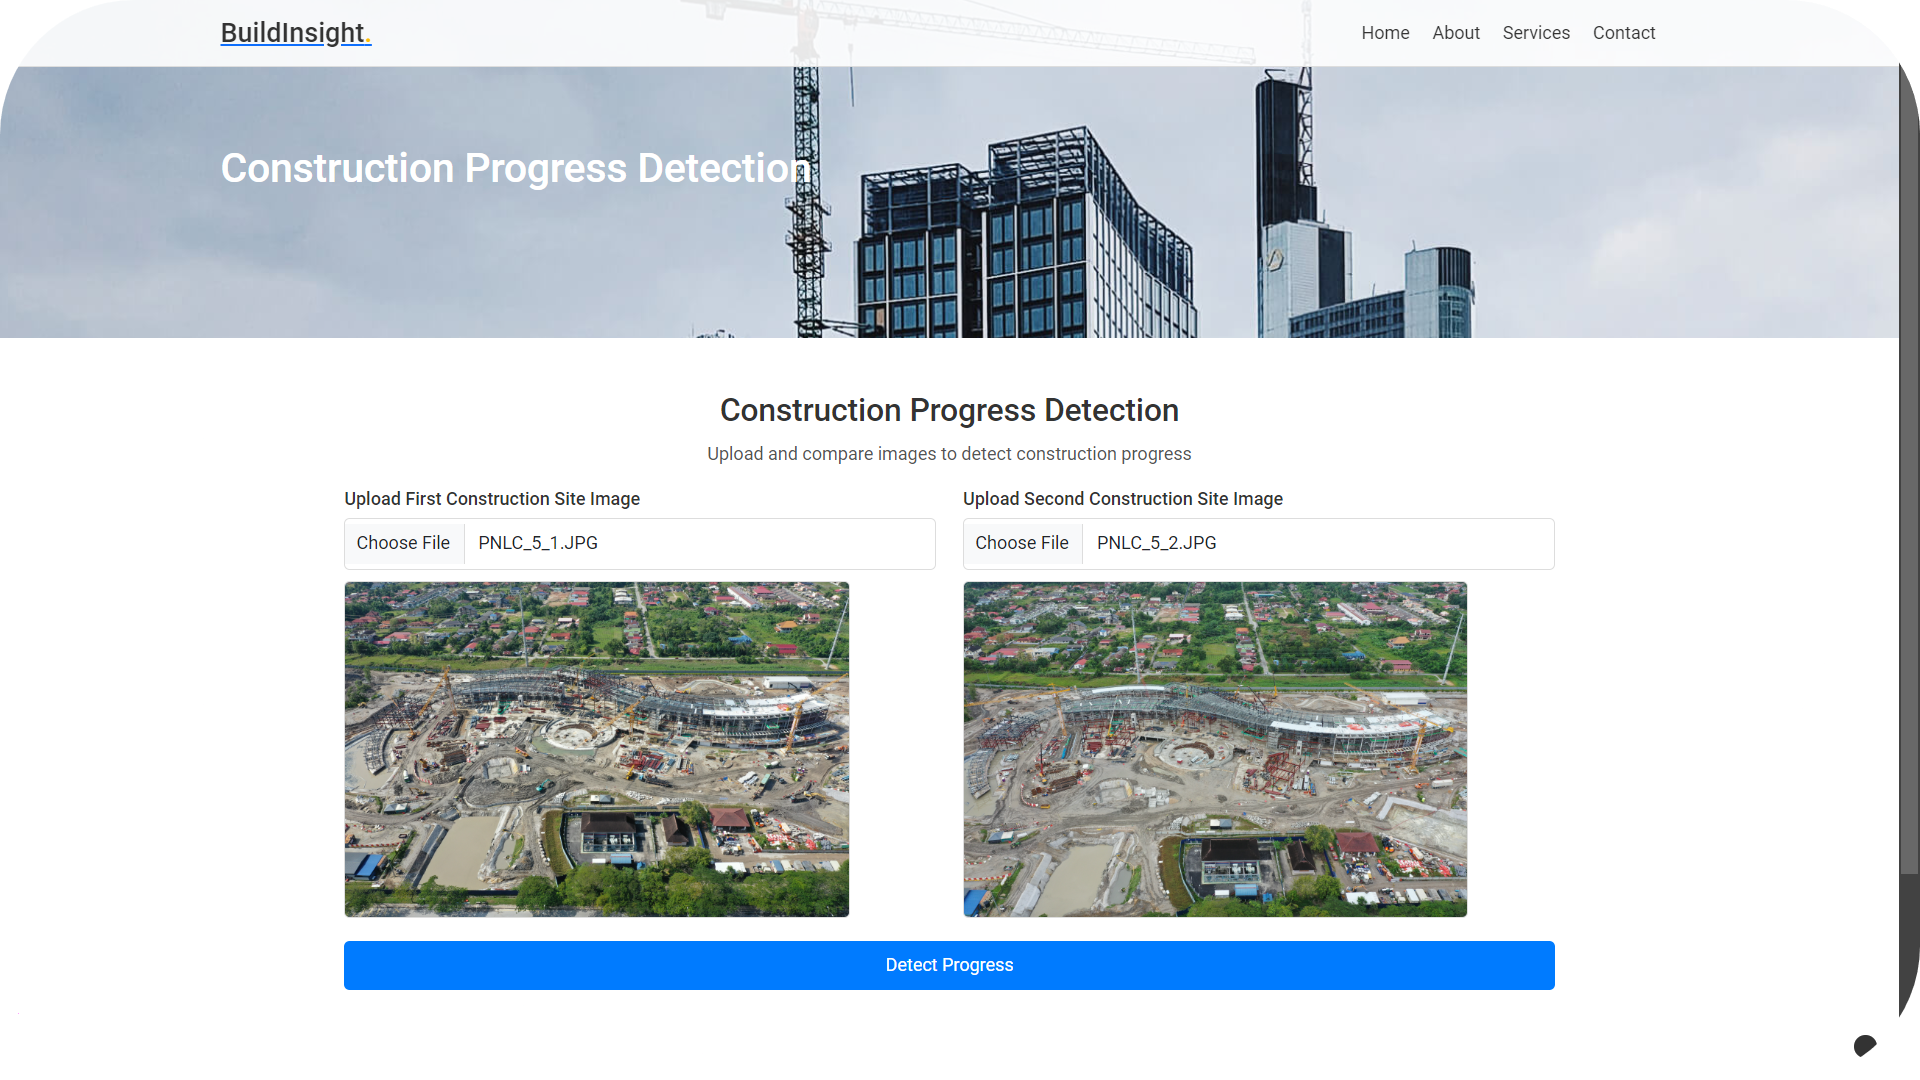 BuildInsight.
Home About Services Contact
Construction Progress Detection
Construction Progress Detection
Upload and compare images to detect construction progress
Upload First Construction Site Image
Choose File PNLC_5_1.JPG
Upload Second Construction Site Image
Choose File PNLC_5_2.JPG
Detect Progress